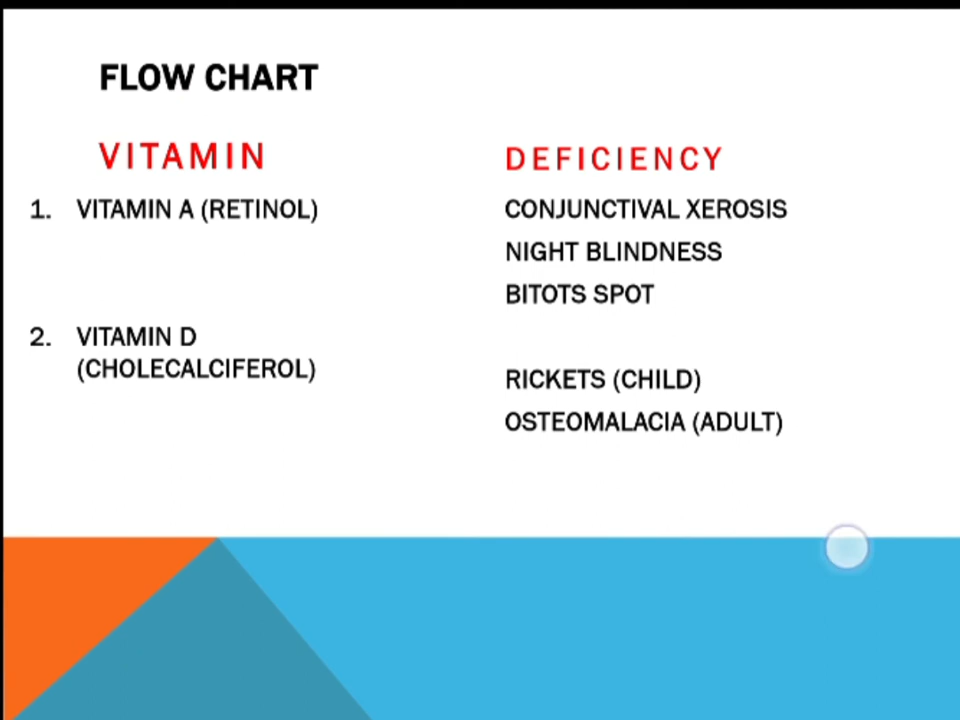 FLOW CHART
VITAMIN
DEFICIENCY
1. VITAMIN A (RETINOL)
CONJUNCTIVAL XEROSIS
NIGHT BLINDNESS
BITOTS SPOT
2. VITAMIN D
(CHOLECALCIFEROL)
RICKETS (CHILD)
OSTEOMALACIA (ADULT)